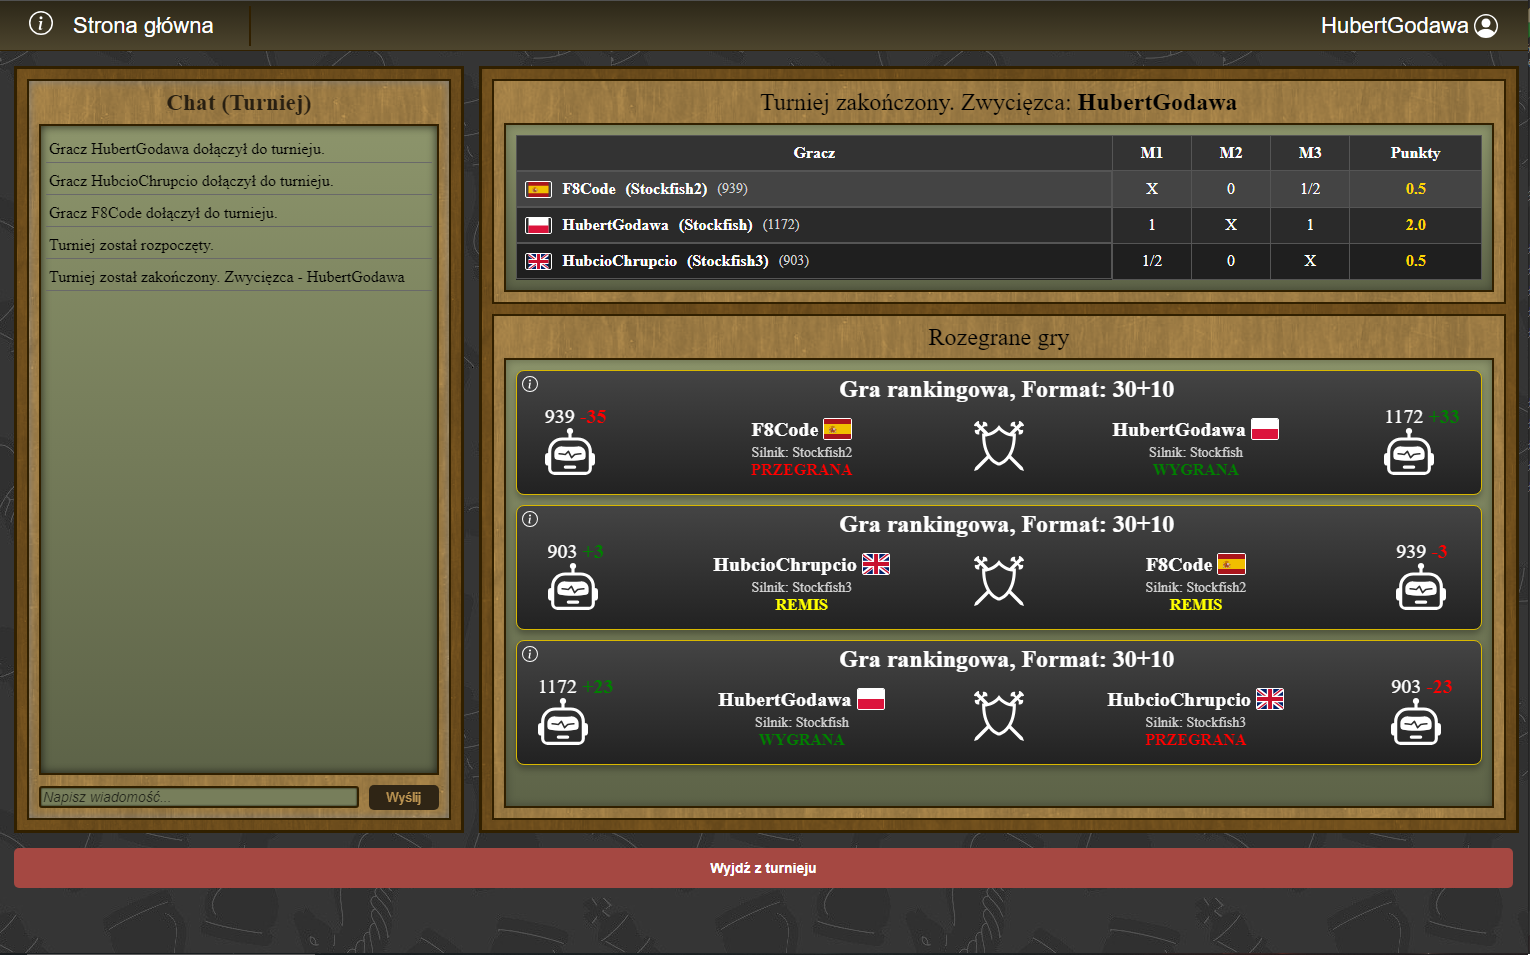 Strona główna
HubertGodawa
Chat (Turniej)
Gracz HubertGodawa dołączył do turnieju.
Gracz HubcioChrupcio dołączył do turnieju.
Gracz F8Code dołączył do turnieju.
Turniej został rozpoczęty.
Turniej został zakończony. Zwycięzca - HubertGodawa
Napisz wiadomość...
Wyślij
Turniej zakończony. Zwycięzca: HubertGodawa
Gracz M1 M2 M3 Punkty
F8Code (Stockfish2) (939) X 0 1/2 0.5
HubertGodawa (Stockfish) (1172) 1 X 1 2.0
HubcioChrupcio (Stockfish3) (903) 1/2 0 X 0.5
Rozegrane gry
Gra rankingowa, Format: 30+10
939 -35
F8Code
Silnik: Stockfish2
PRZEGRANA
HubertGodawa
Silnik: Stockfish
WYGRANA
1172 +33
Gra rankingowa, Format: 30+10
903 +3
HubcioChrupcio
Silnik: Stockfish3
REMIS
F8Code
Silnik: Stockfish2
REMIS
939 -3
Gra rankingowa, Format: 30+10
1172 +23
HubertGodawa
Silnik: Stockfish
WYGRANA
HubcioChrupcio
Silnik: Stockfish3
PRZEGRANA
903 -23
Wyjdź z turnieju